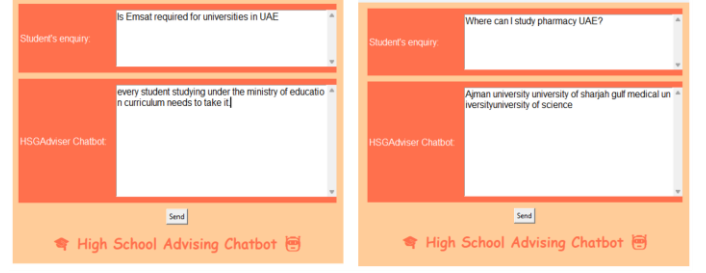 Student's enquiry:
Is Emsat required for universities in UAE
HSGAdviser Chatbot:
every student studying under the ministry of educatio
n curriculum needs to take it.
Send
High School Advising Chatbot
Student's enquiry:
Where can I study pharmacy UAE?
HSGAdviser Chatbot:
Ajman university university of sharjah gulf medical un
iversityuniversity of science
Send
High School Advising Chatbot